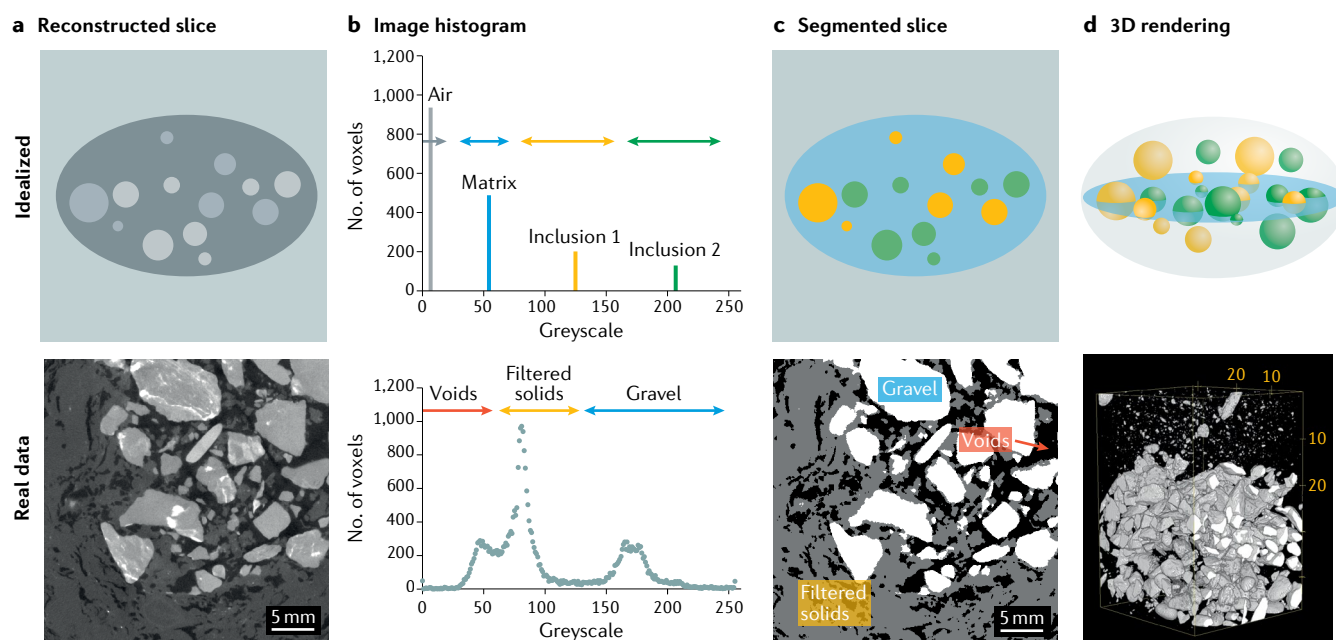 a Reconstructed slice
b Image histogram
c Segmented slice
d 3D rendering
Idealized
No. of voxels
1,200
1,000
800
600
400
200
0
Air
Matrix
Inclusion 1
Inclusion 2
0 50 100 150 200 250
Greyscale
Real data
5 mm
No. of voxels
1,200
1,000
800
600
400
200
0
Voids
Filtered
solids
Gravel
0 50 100 150 200 250
Greyscale
Gravel
Voids
Filtered
solids
5 mm
20 10
10
20